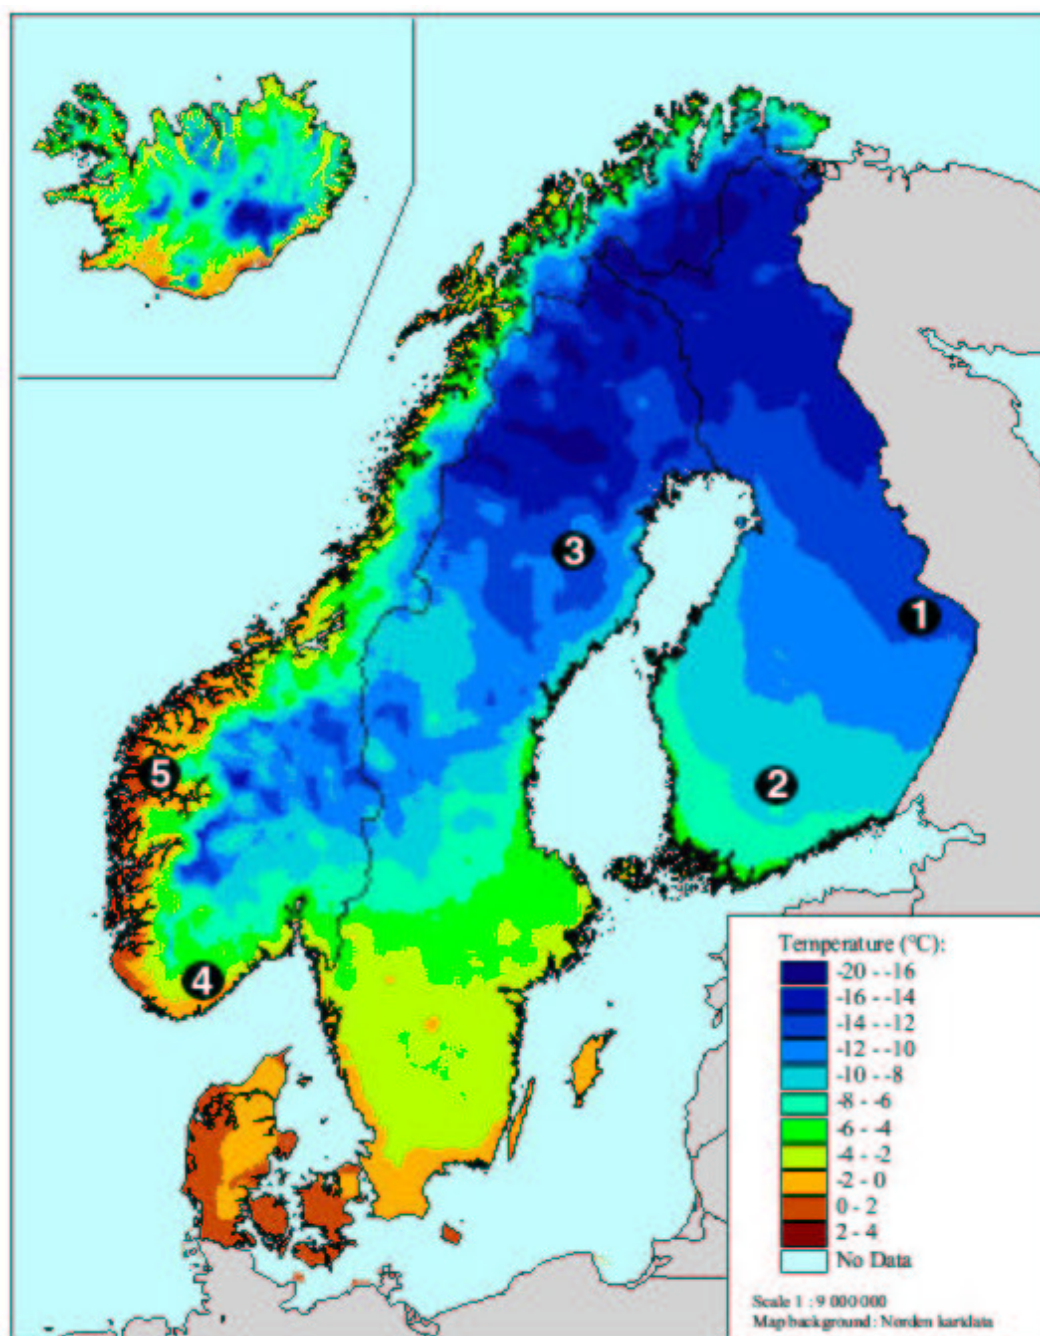 3
1
5
2
4
Temperature (°C):
-20 - -16
-16 - -14
-14 - -12
-12 - -10
-10 - -8
-8 - -6
-6 - -4
-4 - -2
-2 - 0
0 - 2
2 - 4
No Data
Scale 1 : 9 000 000
Map background : Norden kartdata